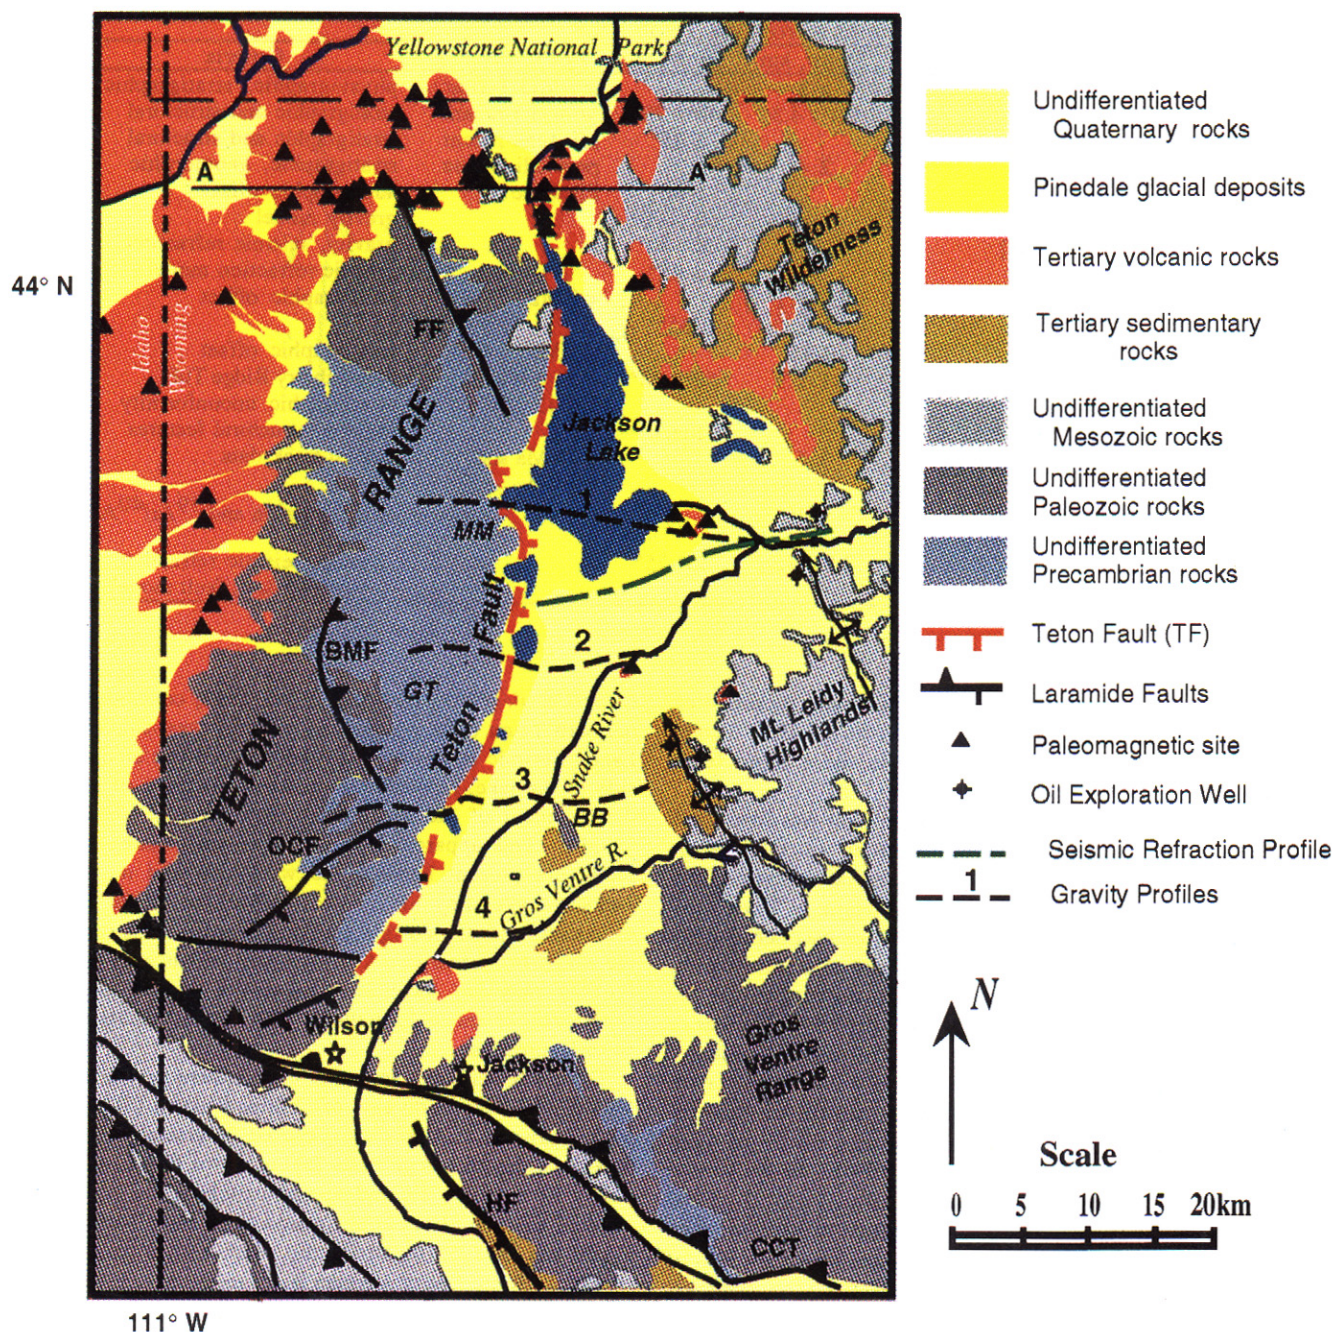 Yellowstone National Park
A
A'
Teton
Wilderness
44° N
Idaho
Wyoming
FF
RANGE
Jackson
Lake
1
MM
Fault
2
BMF
GT
Teton
Snake River
Mt. Leidy
Highlands
TETON
3
BB
OCF
Gros Ventre R.
4
Wilson
Jackson
Gros
Ventre
Range
HF
CCT
111° W
Undifferentiated
Quaternary rocks
Pinedale glacial deposits
Tertiary volcanic rocks
Tertiary sedimentary
rocks
Undifferentiated
Mesozoic rocks
Undifferentiated
Paleozoic rocks
Undifferentiated
Precambrian rocks
Teton Fault (TF)
Laramide Faults
Paleomagnetic site
Oil Exploration Well
Seismic Refraction Profile
1
Gravity Profiles
N
Scale
0 5 10 15 20km